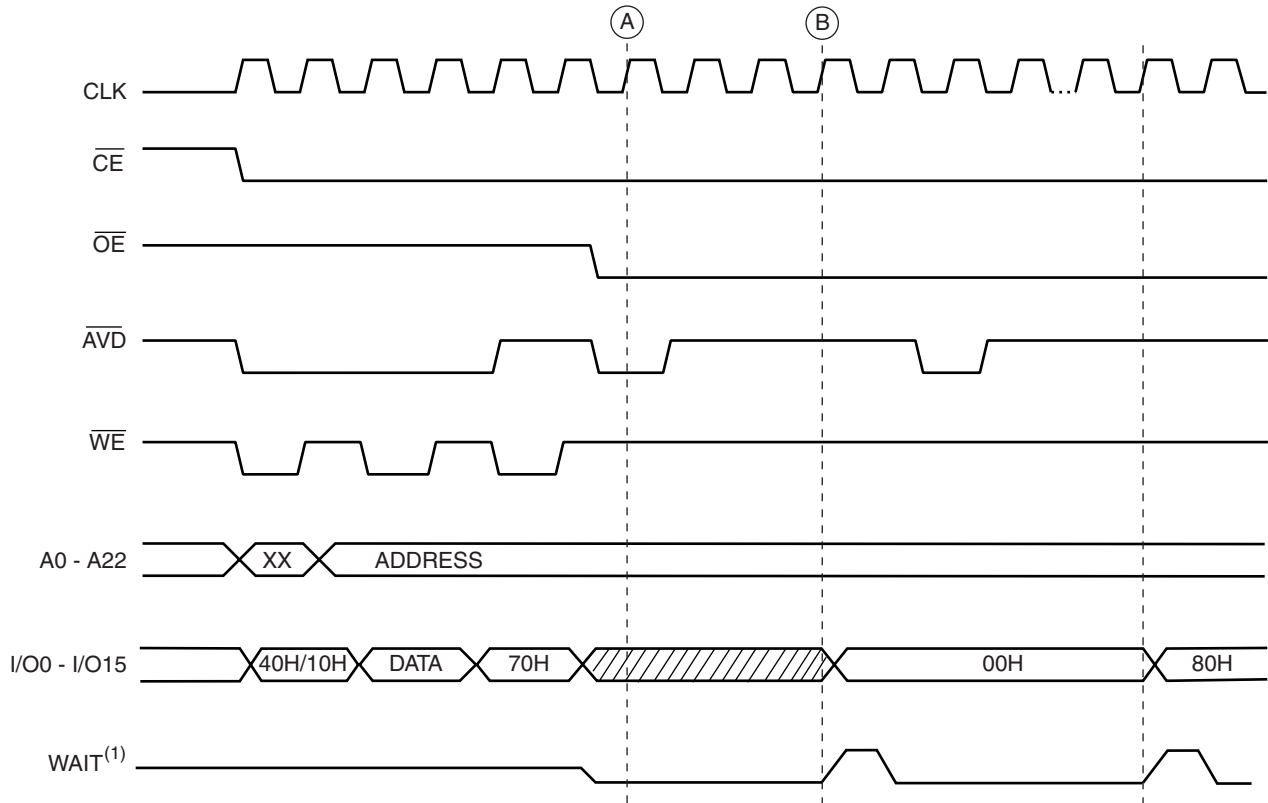 A B
CLK
CE
OE
AVD
WE
A0 - A22 XX ADDRESS
I/O0 - I/O15 40H/10H DATA 70H 00H 80H
WAIT(1)